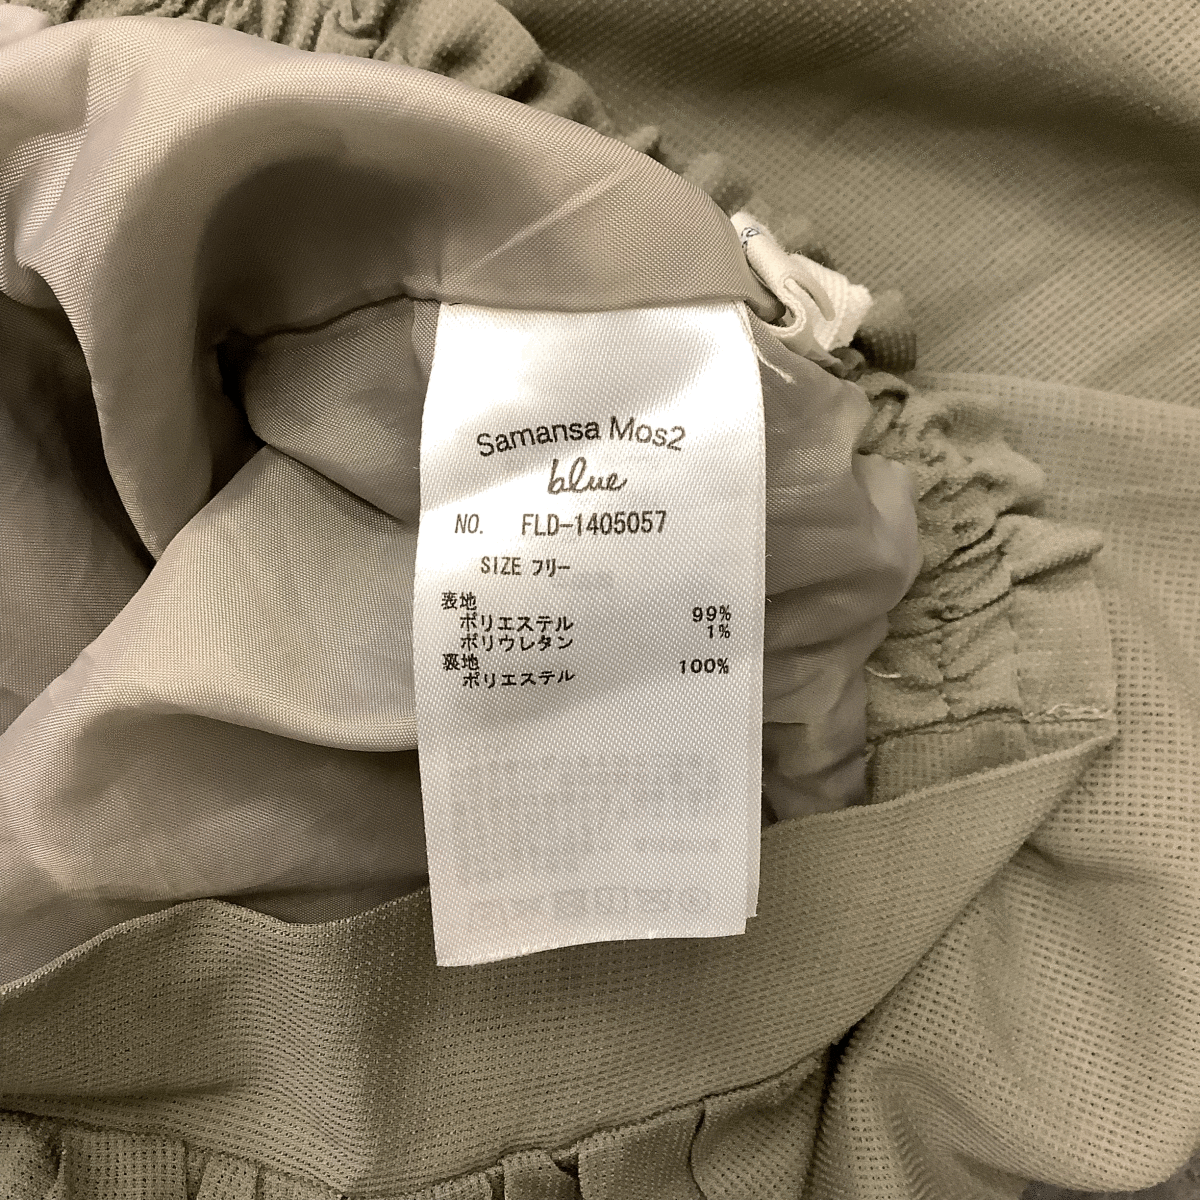 Samansa Mos2
blue
NO. FLD-1405057
SIZE フリー
表地
ポリエステル 99%
ポリウレタン 1%
裏地
ポリエステル 100%